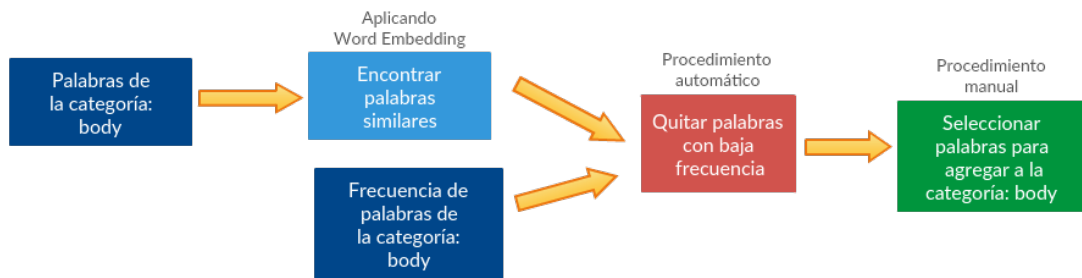 Palabras de
la categoría:
body
Aplicando
Word Embedding
Encontrar
palabras
similares
Frecuencia de
palabras de
la categoría:
body
Procedimiento
automático
Quitar palabras
con baja
frecuencia
Procedimiento
manual
Seleccionar
palabras para
agregar a la
categoría: body